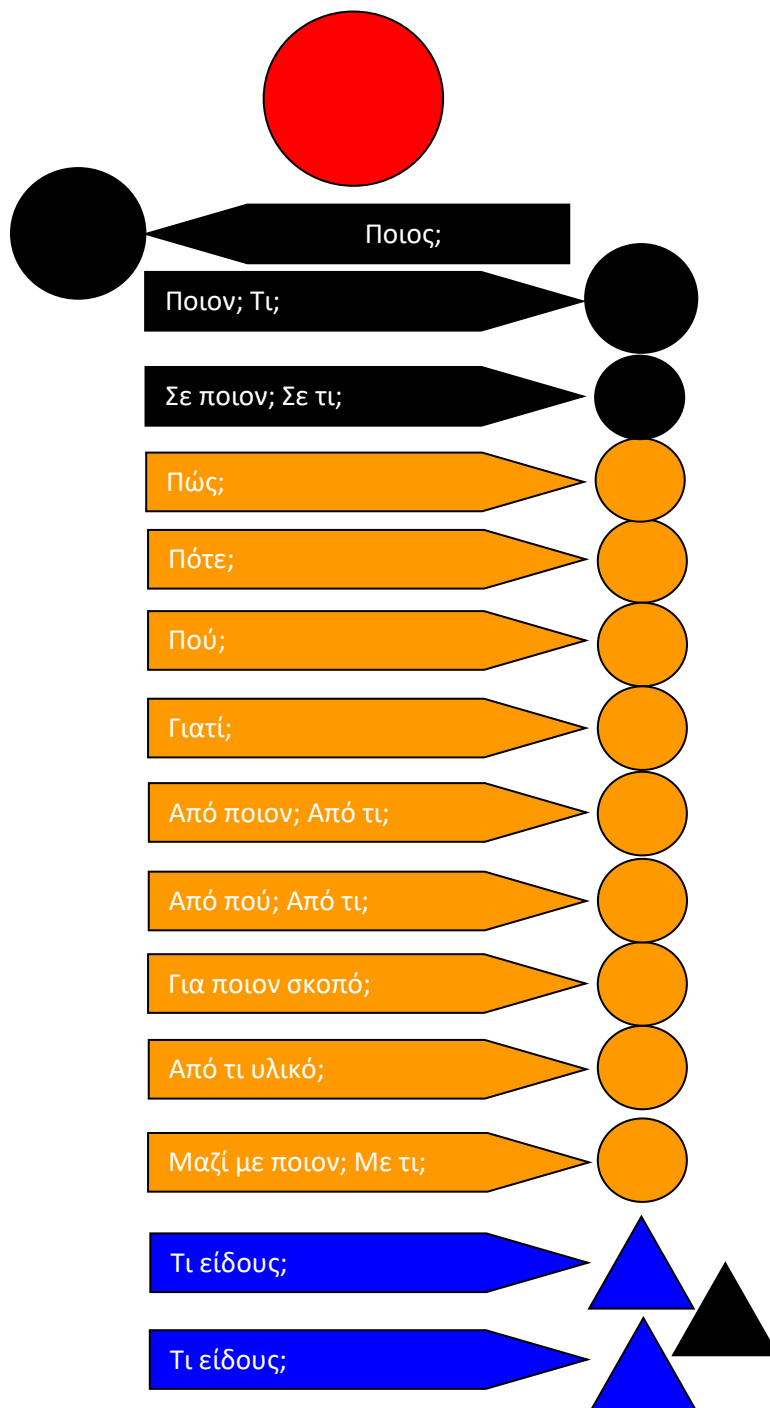 Ποιος;
Ποιον; Τι;
Σε ποιον; Σε τι;
Πώς;
Πότε;
Πού;
Γιατί;
Από ποιον; Από τι;
Από πού; Από τι;
Για ποιον σκοπό;
Από τι υλικό;
Μαζί με ποιον; Με τι;
Τι είδους;
Τι είδους;